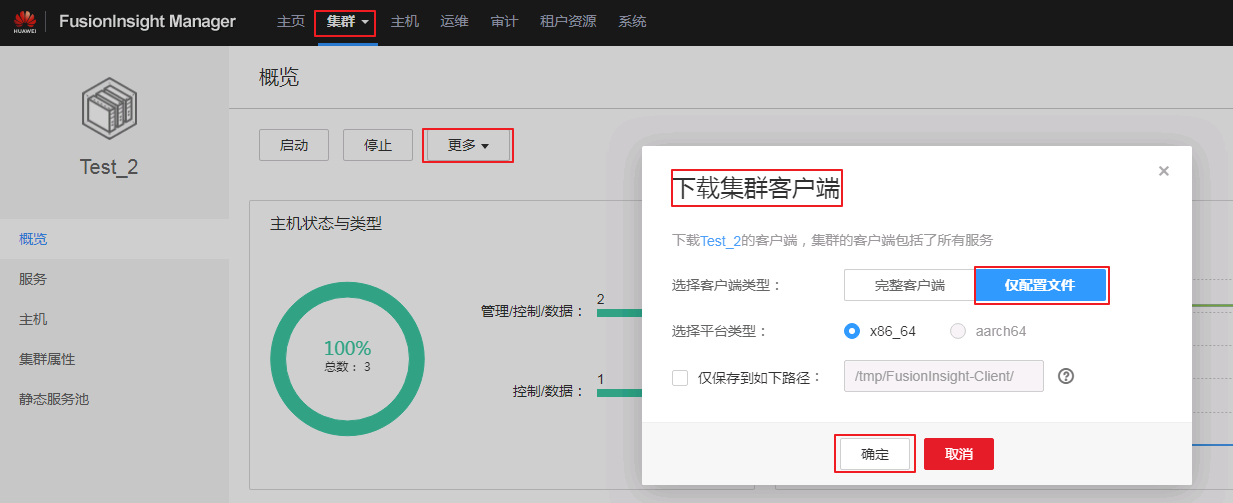 HUAWEI
FusionInsight Manager
主页 集群 主机 运维 审计 租户资源 系统
Test_2
概览
服务
主机
集群属性
静态服务池
概览
启动 停止 更多
主机状态与类型
100%
总数： 3
管理/控制/数据： 2
控制/数据： 1
下载集群客户端
下载Test_2的客户端，集群的客户端包括了所有服务
选择客户端类型： 完整客户端 仅配置文件
选择平台类型： x86_64 aarch64
仅保存到如下路径： /tmp/FusionInsight-Client/
确定 取消